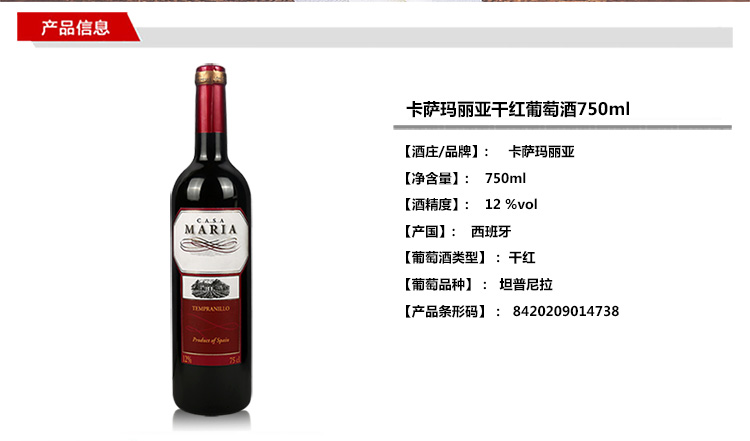 产品信息
卡萨玛丽亚干红葡萄酒750ml
【酒庄/品牌】: 卡萨玛丽亚
【净含量】: 750ml
【酒精度】: 12 %vol
【产国】: 西班牙
【葡萄酒类型】: 干红
【葡萄品种】: 坦普尼拉
【产品条形码】: 8420209014738
CASA
MARIA
TEMPRANILLO
Product of Spain
12% 75 cl